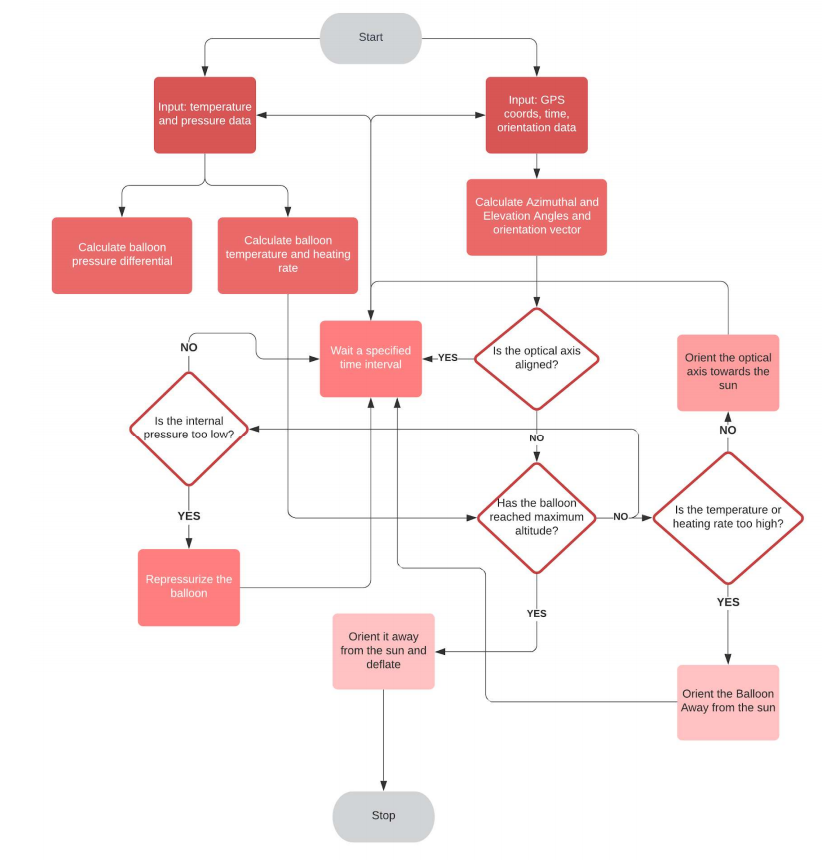 Start
Input: temperature
and pressure data
Input: GPS
coords, time,
orientation data
Calculate Azimuthal and
Elevation Angles and
orientation vector
Calculate balloon
pressure differential
Calculate balloon
temperature and heating
rate
Wait a specified
time interval
YES
Is the optical axis
aligned?
Orient the optical
axis towards the
sun
NO
Is the internal
pressure too low?
NO
NO
Has the balloon
reached maximum
altitude?
NO
Is the temperature or
heating rate too high?
YES
Repressurize the
balloon
YES
YES
Orient it away
from the sun and
deflate
Orient the Balloon
Away from the sun
Stop